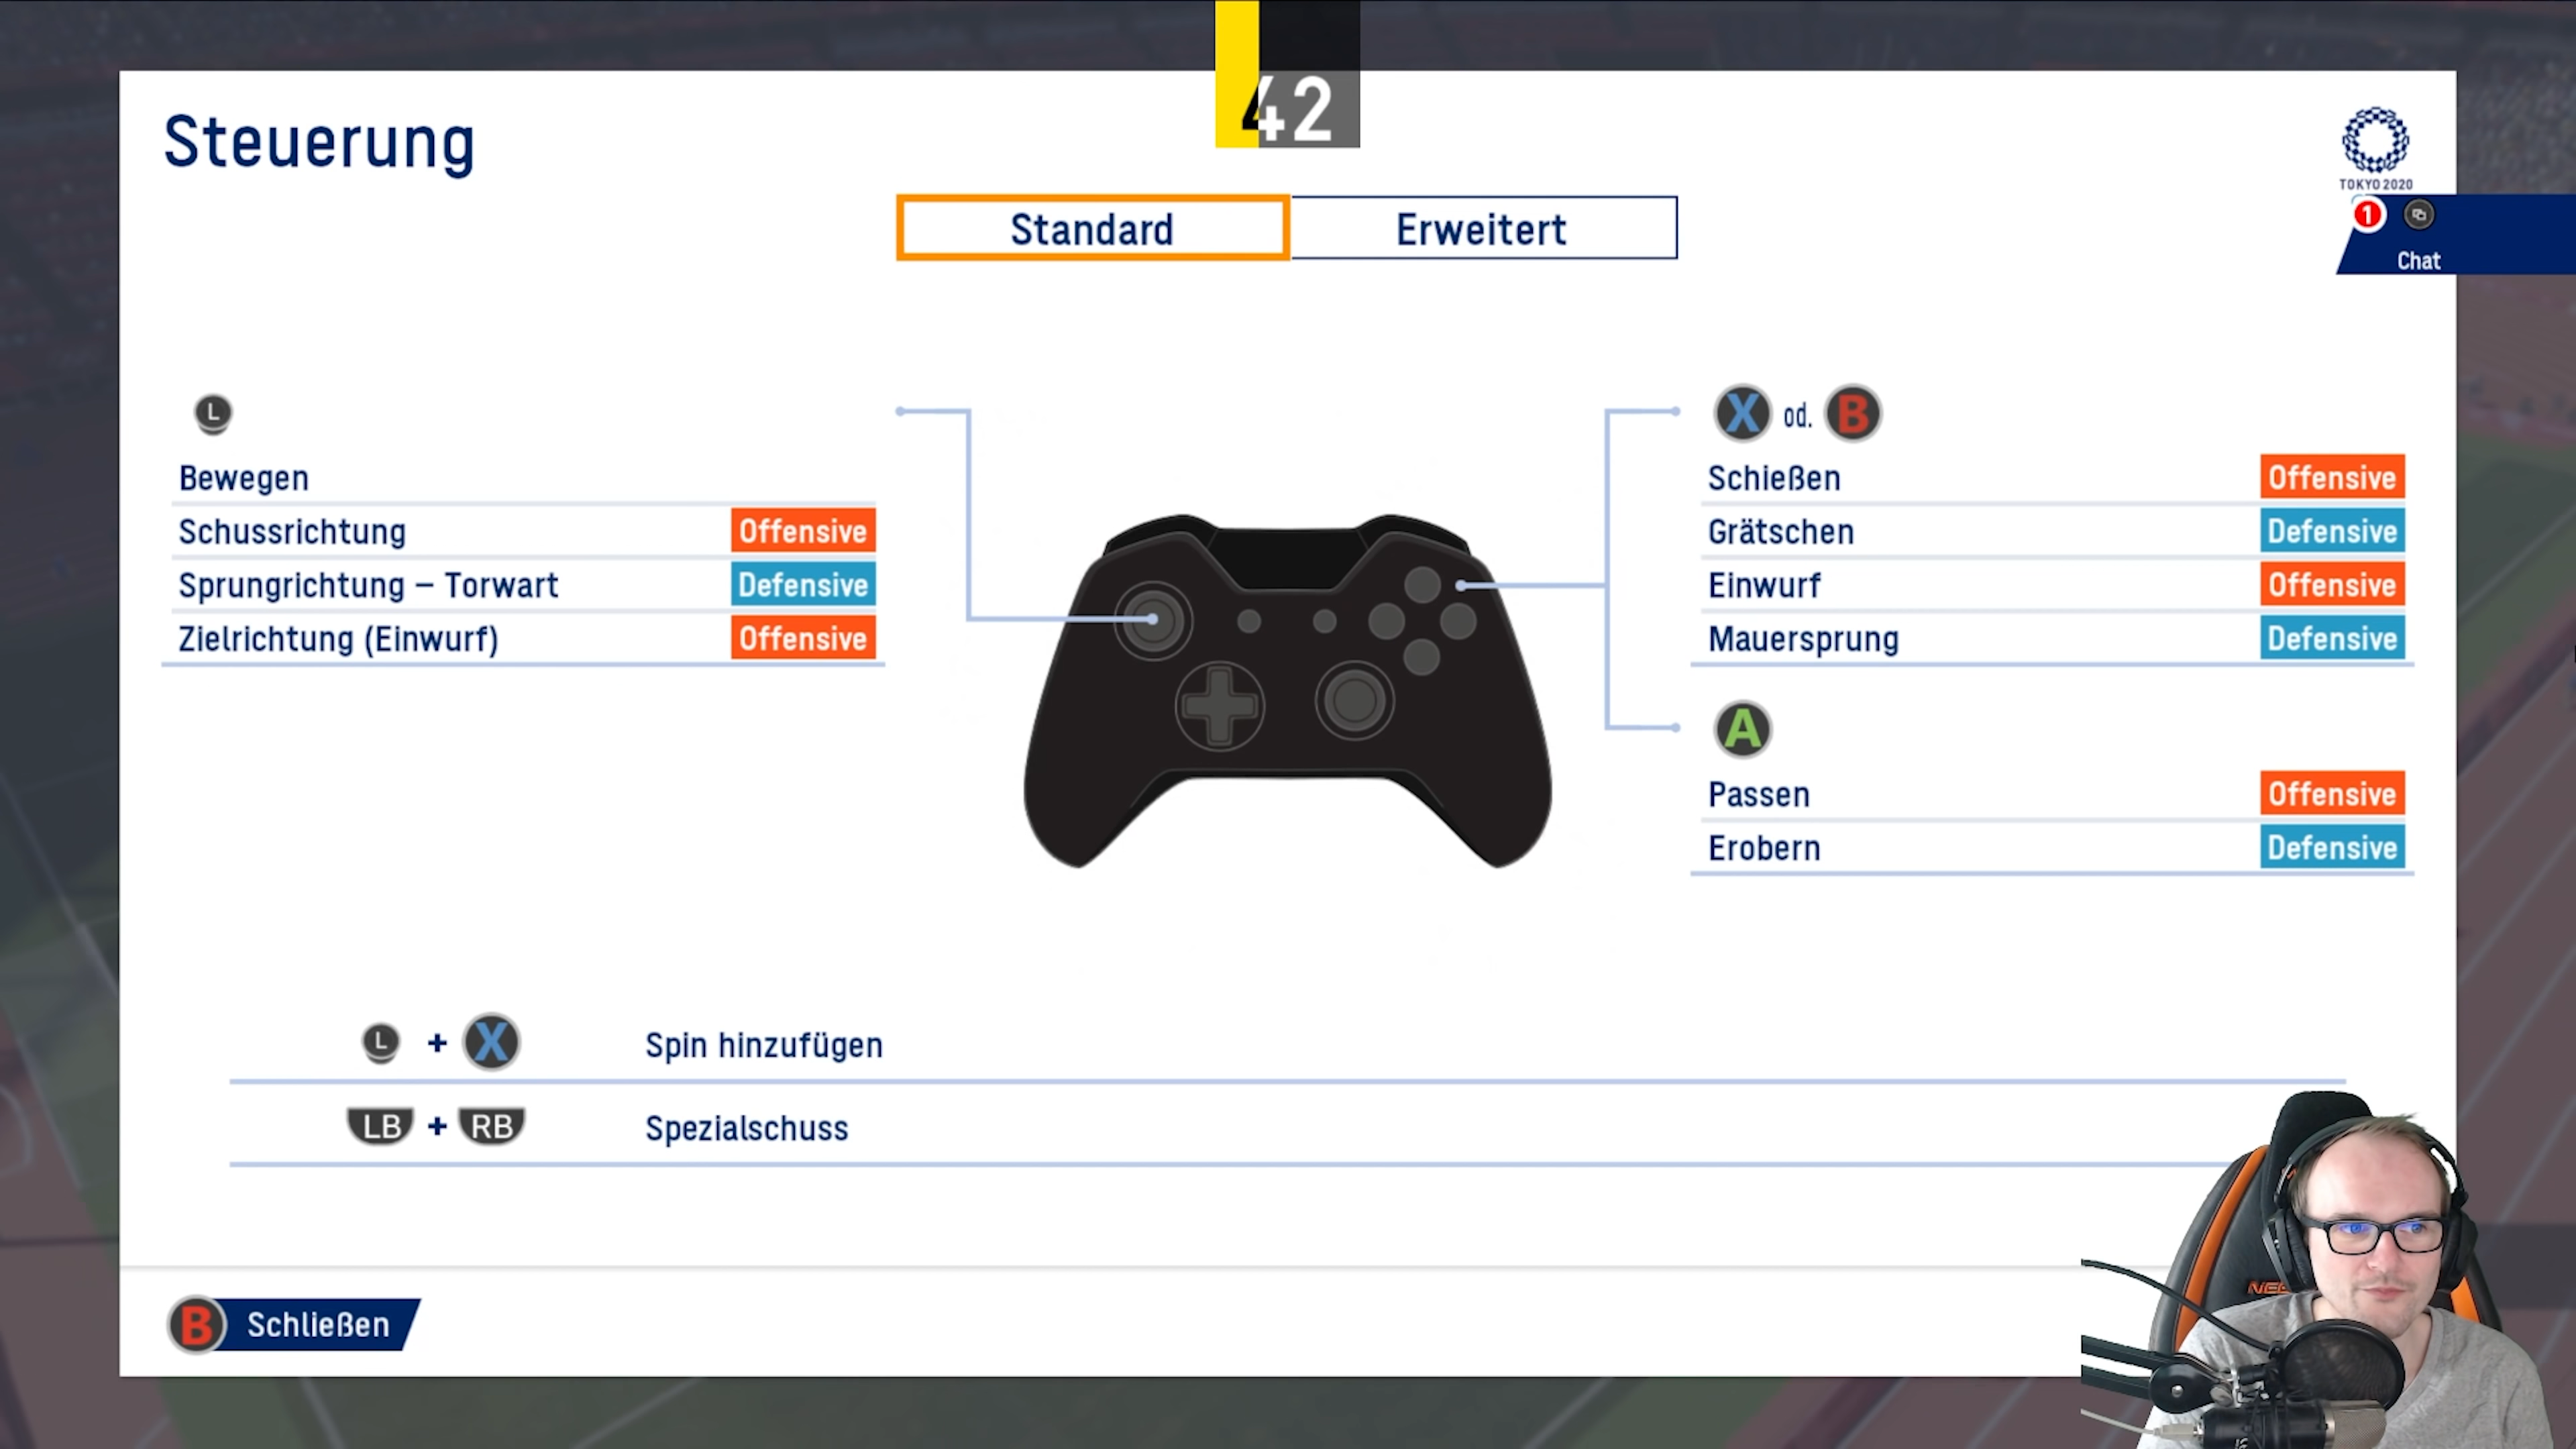 42
Steuerung
TOKYO 2020
Standard
Erweitert
1
Chat
L
Bewegen
Schussrichtung Offensive
Sprungrichtung – Torwart Defensive
Zielrichtung (Einwurf) Offensive
X od. B
Schießen Offensive
Grätschen Defensive
Einwurf Offensive
Mauersprung Defensive
A
Passen Offensive
Erobern Defensive
L + X Spin hinzufügen
LB + RB Spezialschuss
B Schließen